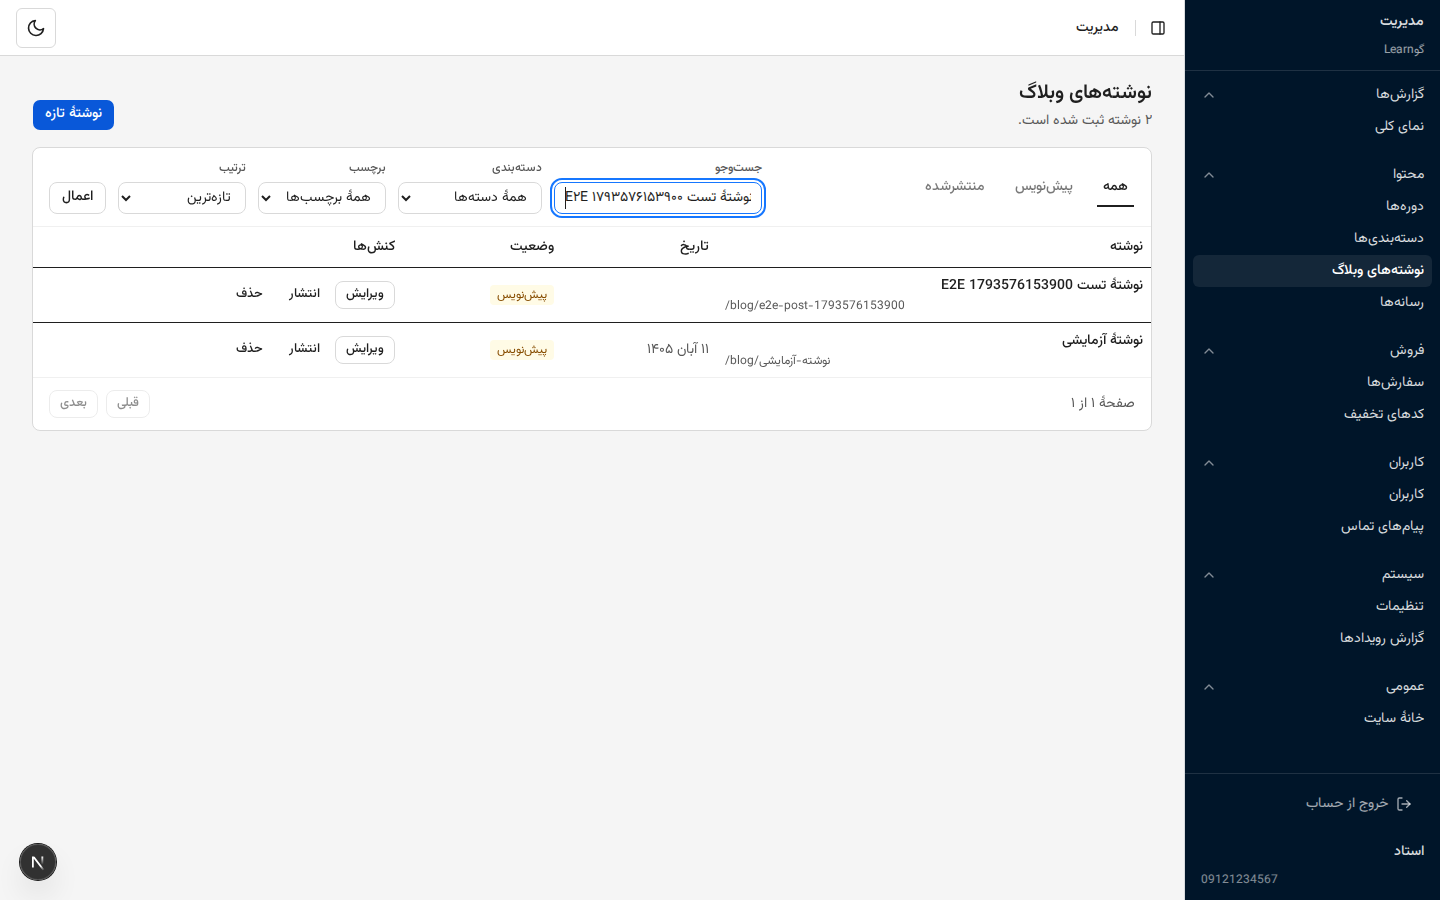 مدیریت
گوLearn
گزارش‌ها
نمای کلی
محتوا
دوره‌ها
دسته‌بندی‌ها
نوشته‌های وبلاگ
رسانه‌ها
فروش
سفارش‌ها
کدهای تخفیف
کاربران
کاربران
پیام‌های تماس
سیستم
تنظیمات
گزارش رویدادها
عمومی
خانهٔ سایت
خروج از حساب
استاد
09121234567
مدیریت
نوشته‌های وبلاگ
۲ نوشته ثبت شده است.
نوشتهٔ تازه
همه پیش‌نویس منتشرشده
جست‌وجو دسته‌بندی برچسب ترتیب
نوشتهٔ تست E۲E ۱۷۹۳۵۷۶۱۵۳۹۰۰ همهٔ دسته‌ها همهٔ برچسب‌ها تازه‌ترین اعمال
نوشته تاریخ وضعیت کنش‌ها
نوشتهٔ تست E2E 1793576153900
/blog/e2e-post-1793576153900
پیش‌نویس ویرایش انتشار حذف
نوشتهٔ آزمایشی
/blog/نوشته-آزمایشی
۱۱ آبان ۱۴۰۵ پیش‌نویس ویرایش انتشار حذف
صفحهٔ ۱ از ۱ قبلی بعدی
N